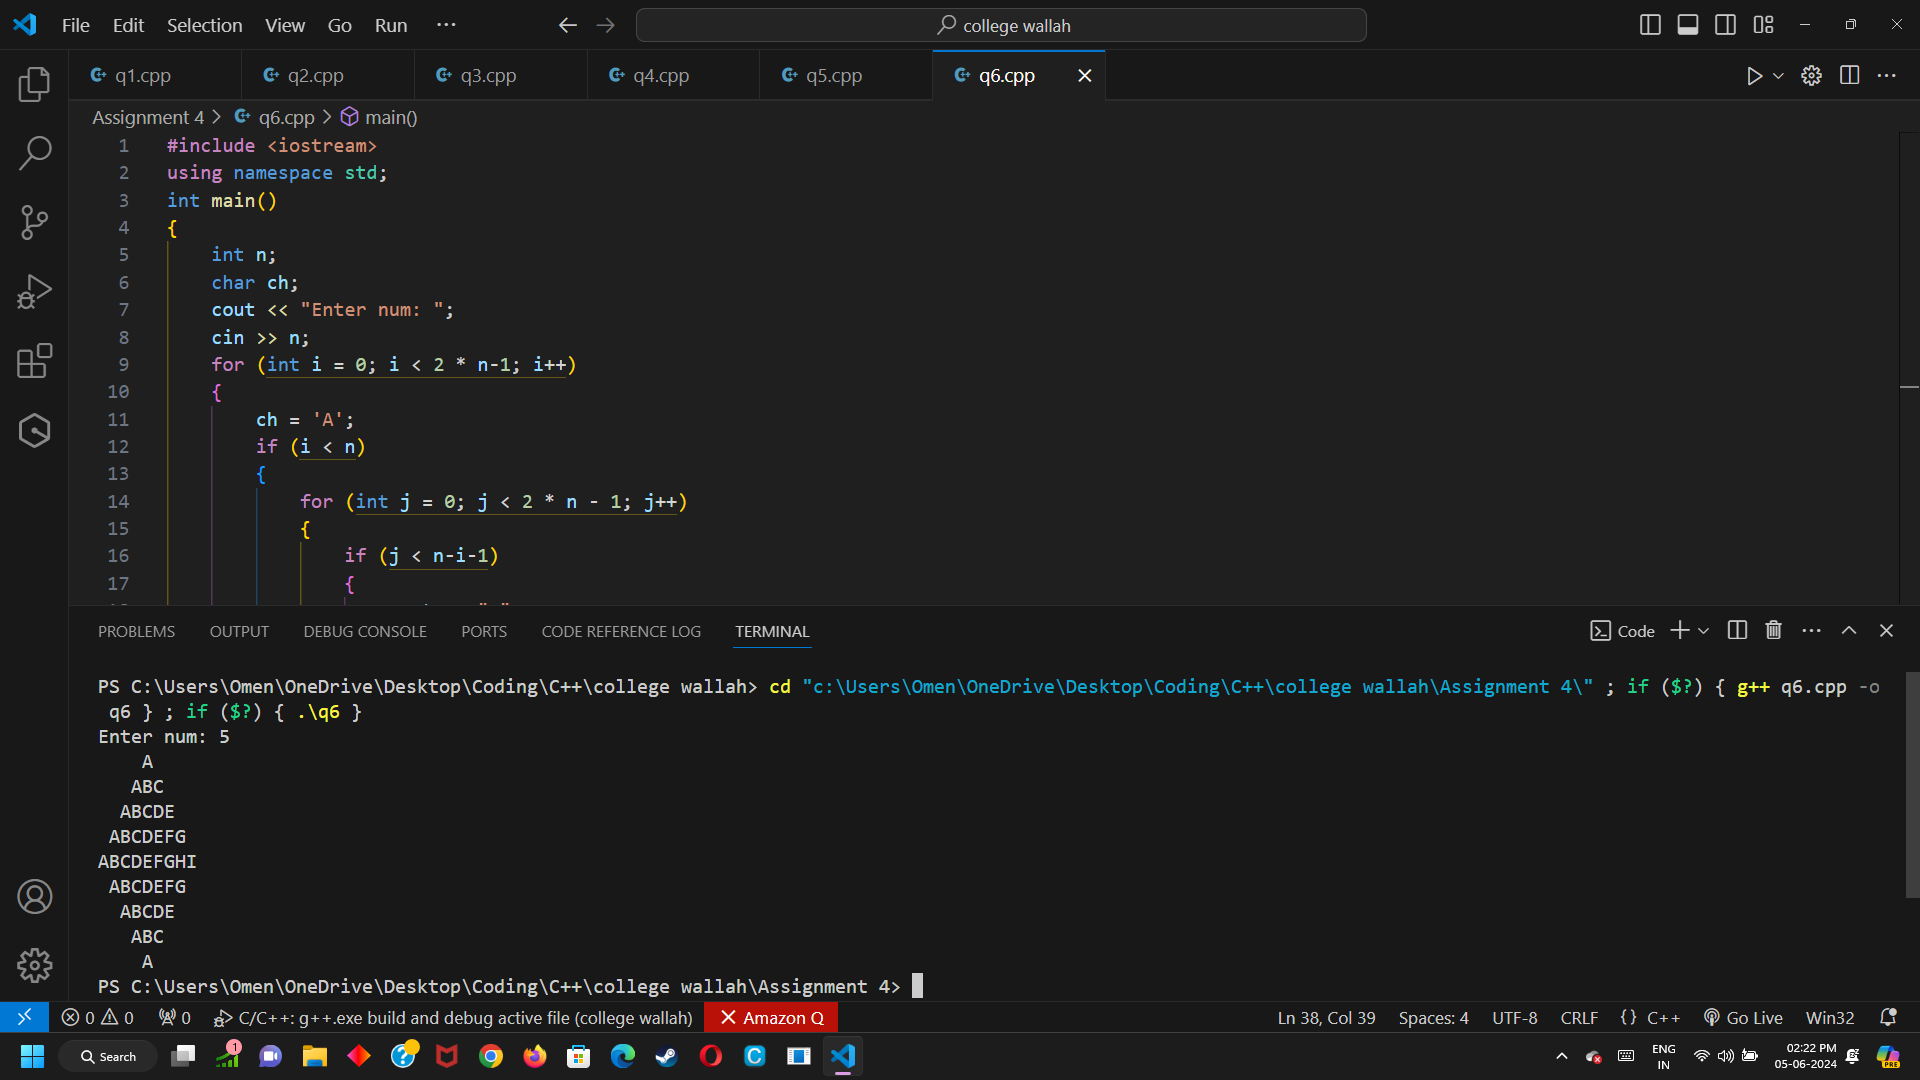 File Edit Selection View Go Run ···
college wallah
q1.cpp q2.cpp q3.cpp q4.cpp q5.cpp q6.cpp
Assignment 4 > q6.cpp > main()
1 #include <iostream>
2 using namespace std;
3 int main()
4 {
5 int n;
6 char ch;
7 cout << "Enter num: ";
8 cin >> n;
9 for (int i = 0; i < 2 * n-1; i++)
10 {
11 ch = 'A';
12 if (i < n)
13 {
14 for (int j = 0; j < 2 * n - 1; j++)
15 {
16 if (j < n-i-1)
17 {
PROBLEMS OUTPUT DEBUG CONSOLE PORTS CODE REFERENCE LOG TERMINAL Code
PS C:\Users\Omen\OneDrive\Desktop\Coding\C++\college wallah> cd "c:\Users\Omen\OneDrive\Desktop\Coding\C++\college wallah\Assignment 4\" ; if ($?) { g++ q6.cpp -o
q6 } ; if ($?) { .\q6 }
Enter num: 5
A
ABC
ABCDE
ABCDEFG
ABCDEFGHI
ABCDEFG
ABCDE
ABC
A
PS C:\Users\Omen\OneDrive\Desktop\Coding\C++\college wallah\Assignment 4>
0 0 0 C/C++: g++.exe build and debug active file (college wallah) Amazon Q Ln 38, Col 39 Spaces: 4 UTF-8 CRLF {} C++ Go Live Win32
Search 1 ENG 02:22 PM
IN 05-06-2024 PRE